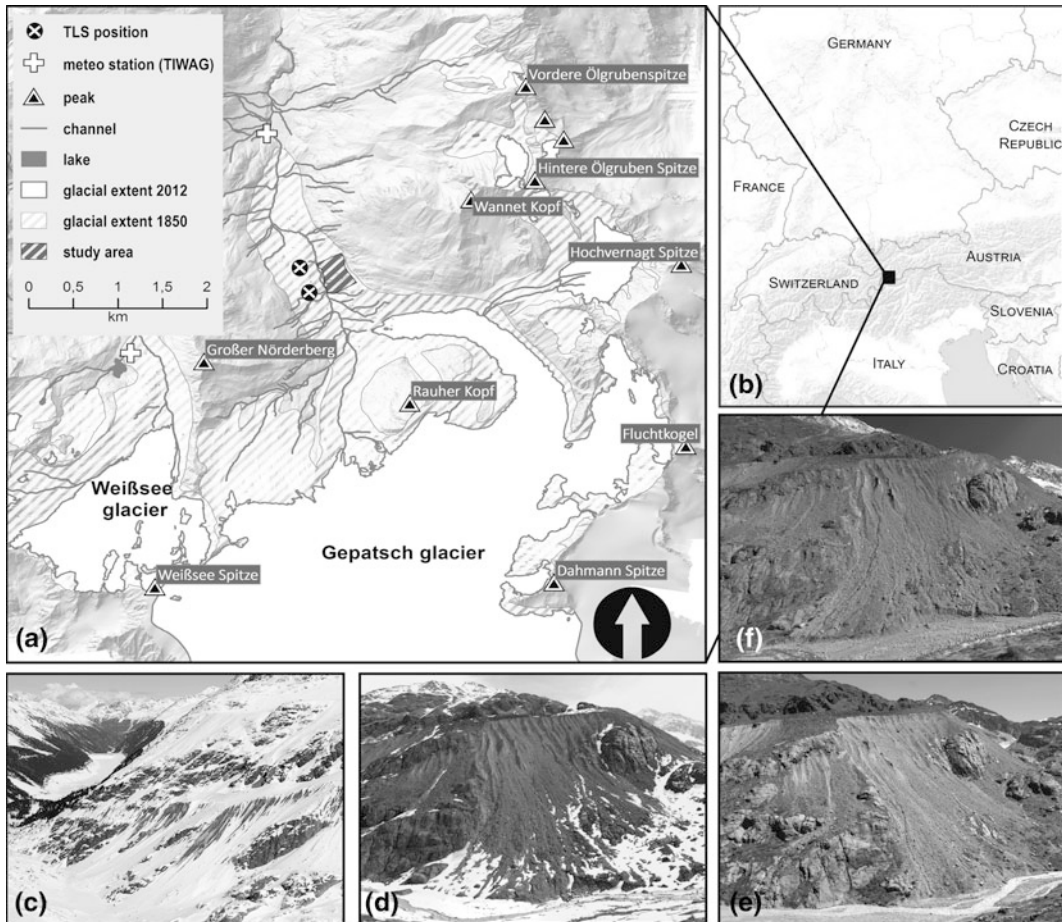 TLS position
meteo station (TIWAG)
peak
channel
lake
glacial extent 2012
glacial extent 1850
study area
0 0,5 1 2
km
Vordere Ölgrubenspitze
Hintere Ölgruben Spitze
Wannet Kopf
Hochvernagt Spitze
Großer Nörderberg
Rauher Kopf
Fluchtkogel
Weißsee
glacier
Gepatsch glacier
Weißsee Spitze
Dahmann Spitze
(a)
GERMANY
CZECH
REPUBLIC
FRANCE
AUSTRIA
SWITZERLAND
SLOVENIA
ITALY
CROATIA
(b)
(f)
(c)
(d)
(e)